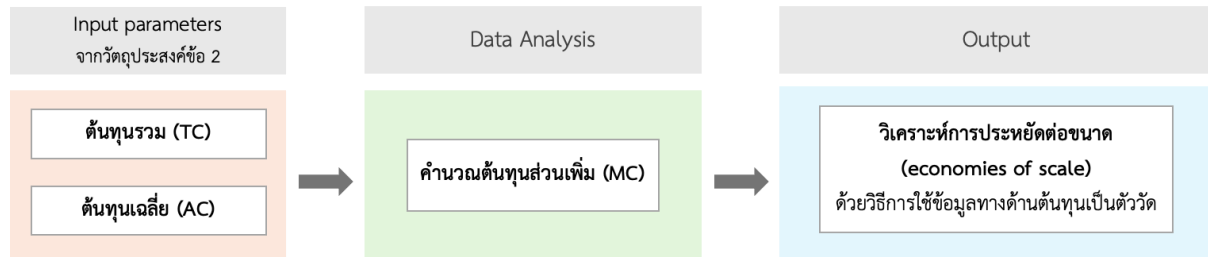 Input parameters
จากวัตถุประสงค์ข้อ 2
Data Analysis
Output
ต้นทุนรวม (TC)
ต้นทุนเฉลี่ย (AC)
คำนวณต้นทุนส่วนเพิ่ม (MC)
วิเคราะห์การประหยัดต่อขนาด
(economies of scale)
ด้วยวิธีการใช้ข้อมูลทางด้านต้นทุนเป็นตัววัด